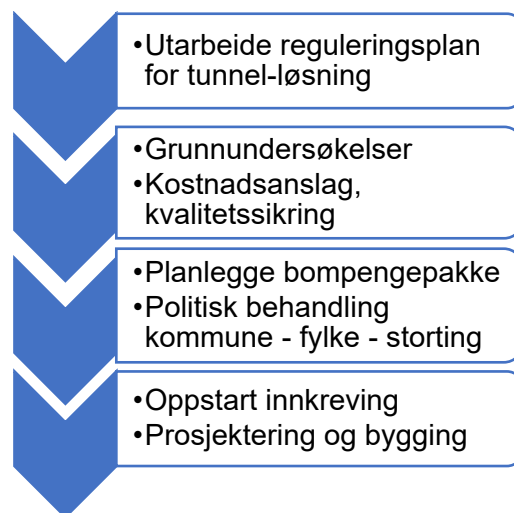 •Utarbeide reguleringsplan
for tunnel-løsning
•Grunnundersøkelser
•Kostnadsanslag,
kvalitetssikring
•Planlegge bompengepakke
•Politisk behandling
kommune - fylke - storting
•Oppstart innkreving
•Prosjektering og bygging